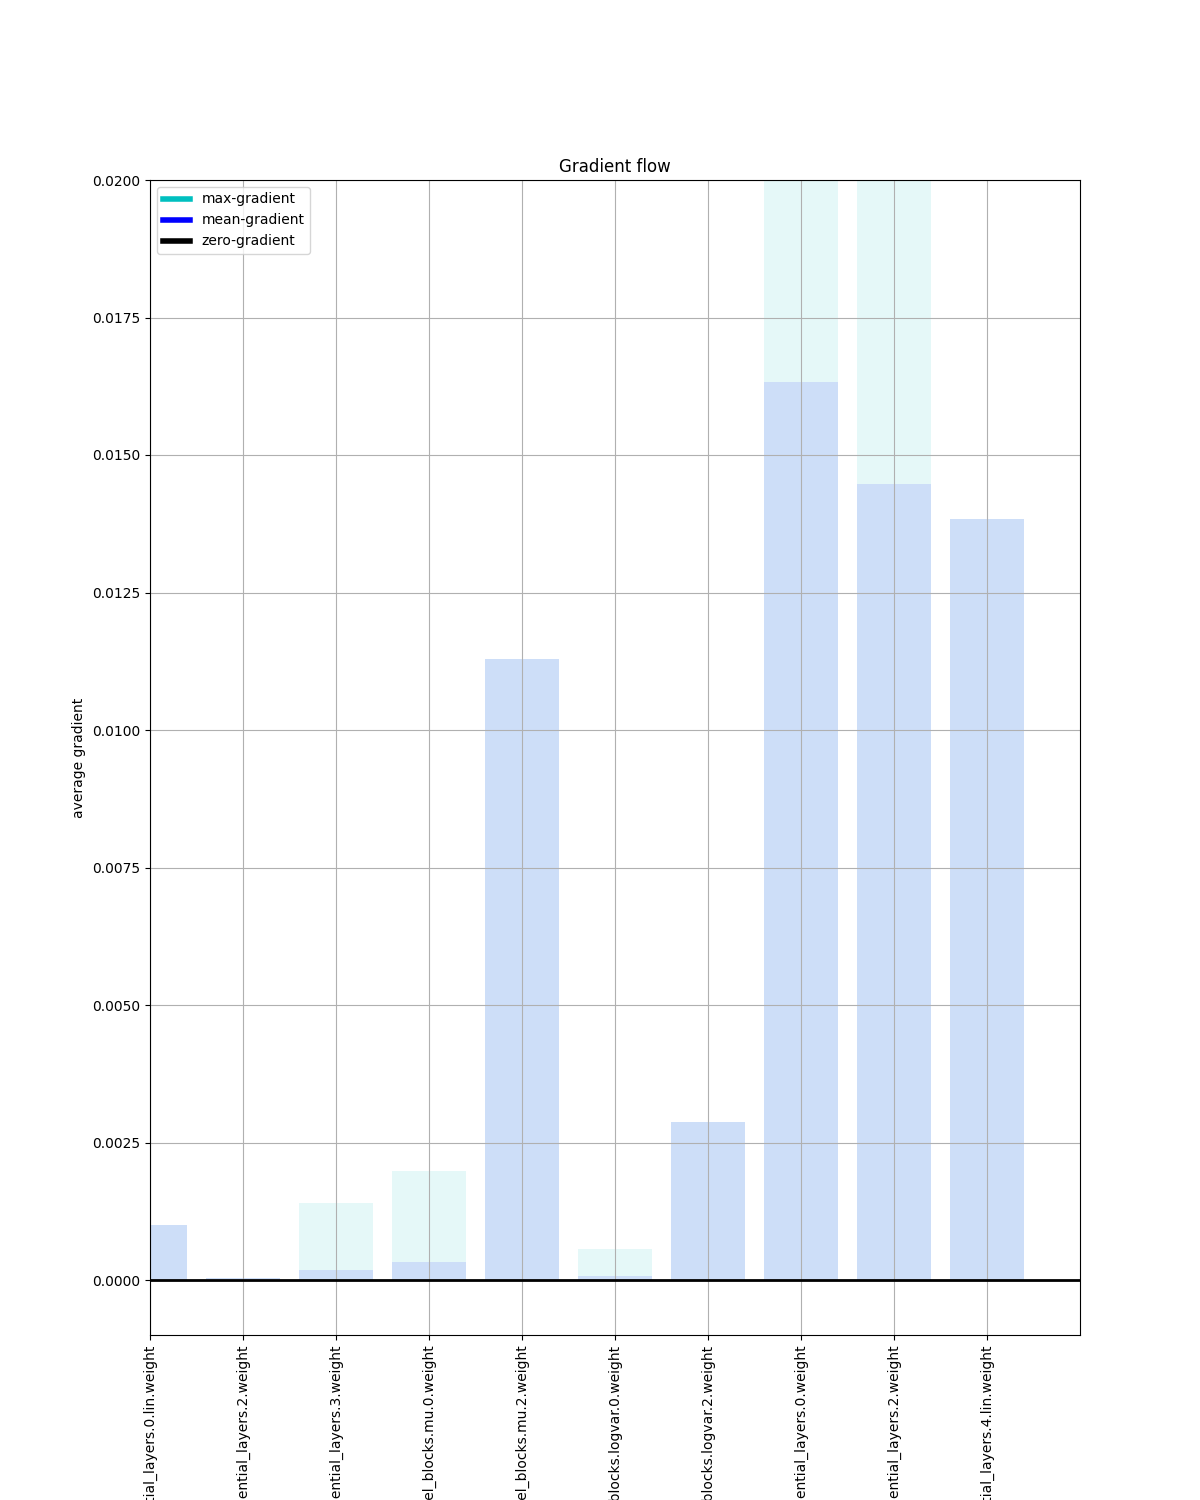 Gradient flow
max-gradient
mean-gradient
zero-gradient
0.0200
0.0175
0.0150
0.0125
0.0100
0.0075
0.0050
0.0025
0.0000
average gradient
tial_layers.0.lin.weight
ential_layers.2.weight
ential_layers.3.weight
el_blocks.mu.0.weight
el_blocks.mu.2.weight
blocks.logvar.0.weight
blocks.logvar.2.weight
ential_layers.0.weight
ential_layers.2.weight
tial_layers.4.lin.weight